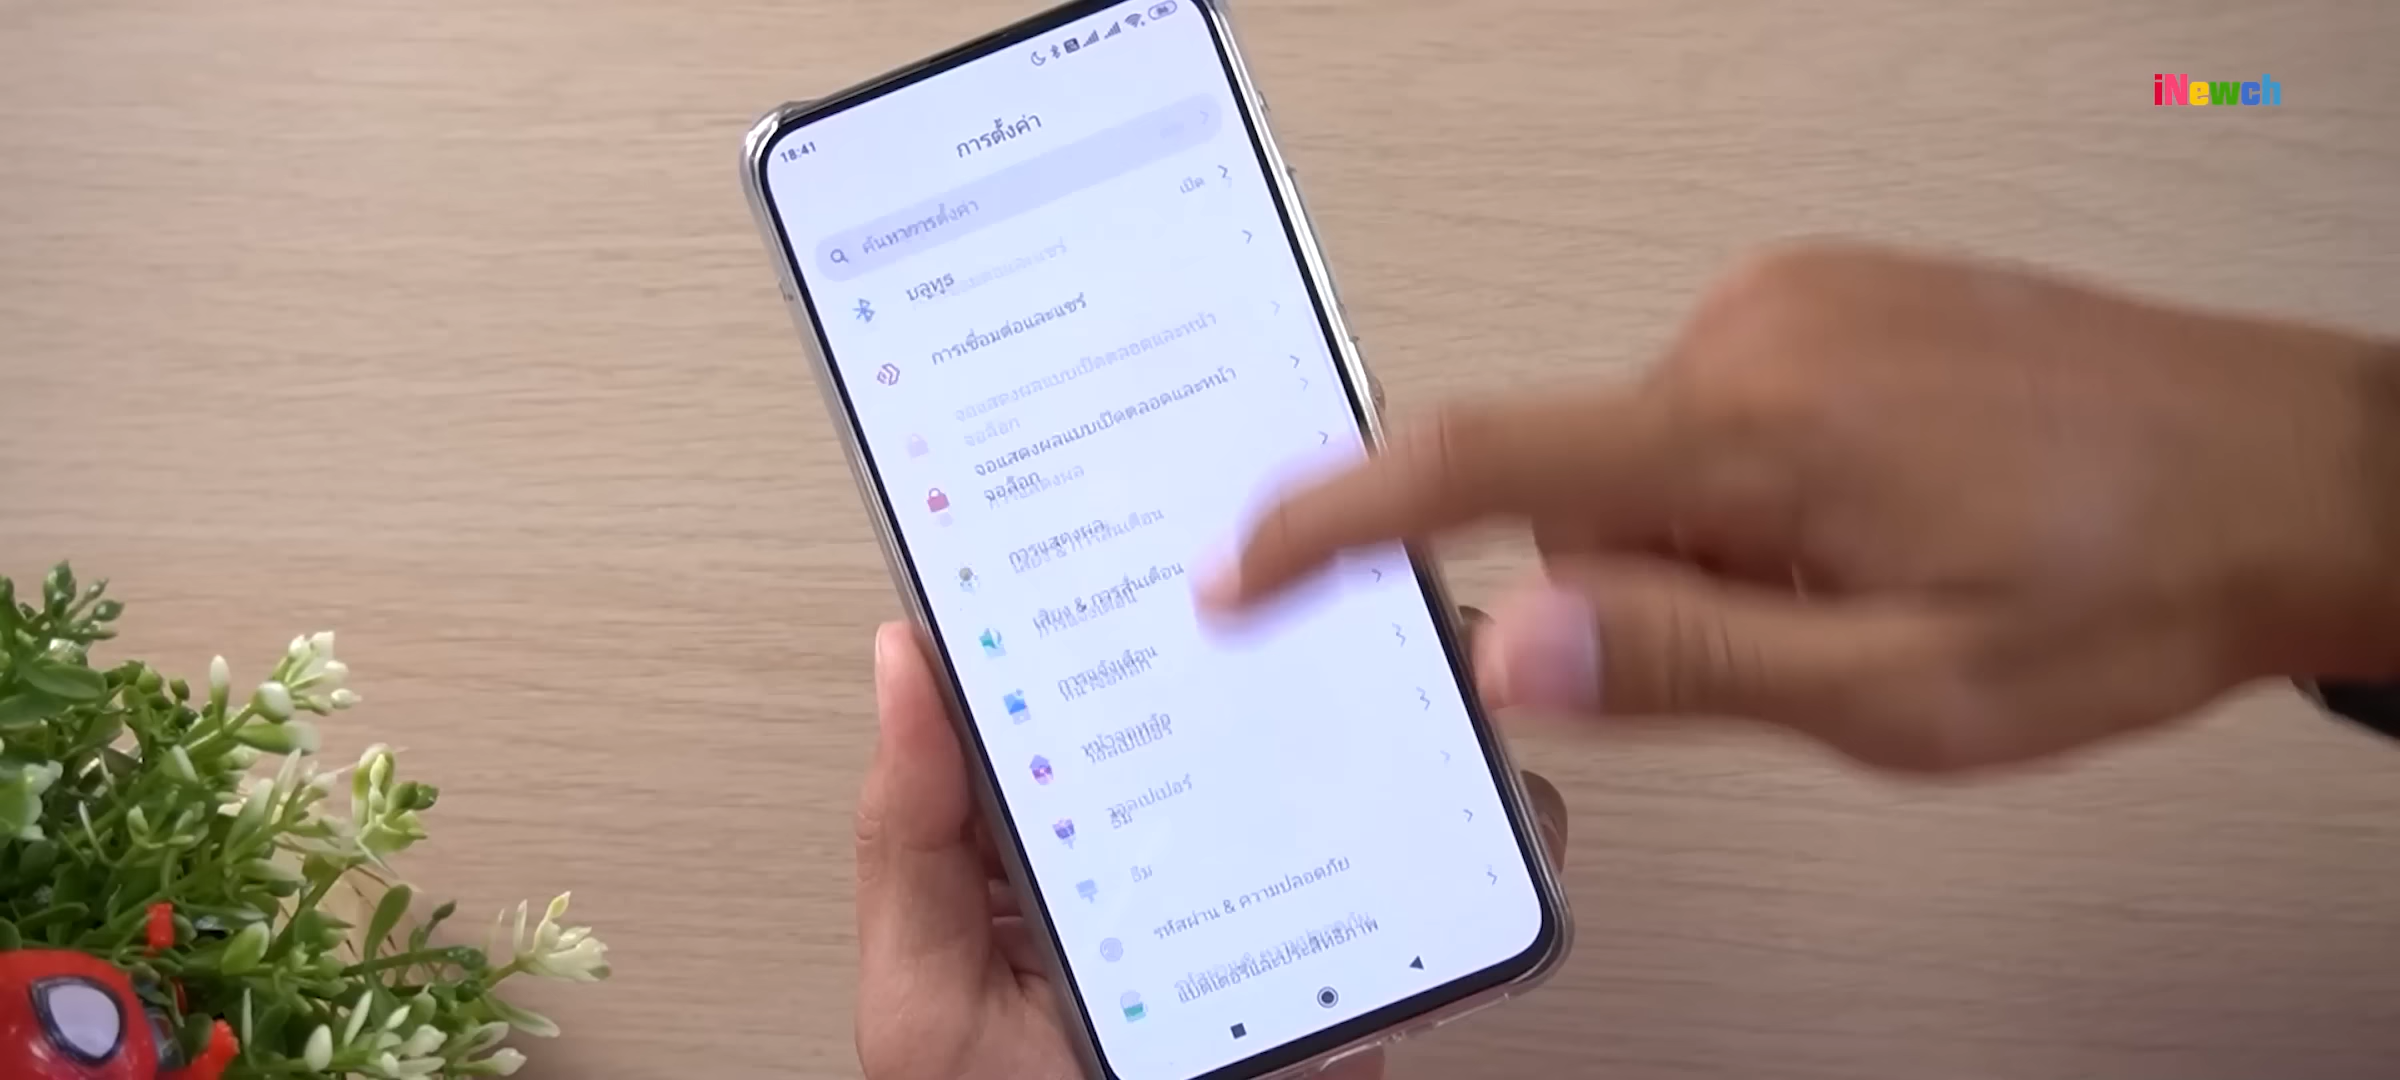 iNewch
18:41
การตั้งค่า
ค้นหาการตั้งค่า
บลูทูธ
เปิด
การเชื่อมต่อและแชร์
จอแสดงผลแบบเปิดตลอดและหน้า
จอล็อก
การแสดงผล
เสียง & การสั่นเตือน
การแจ้งเตือน
หน้าจอหลัก
วอลเปเปอร์
ธีม
รหัสผ่าน & ความปลอดภัย
แบตเตอรี่และประสิทธิภาพ